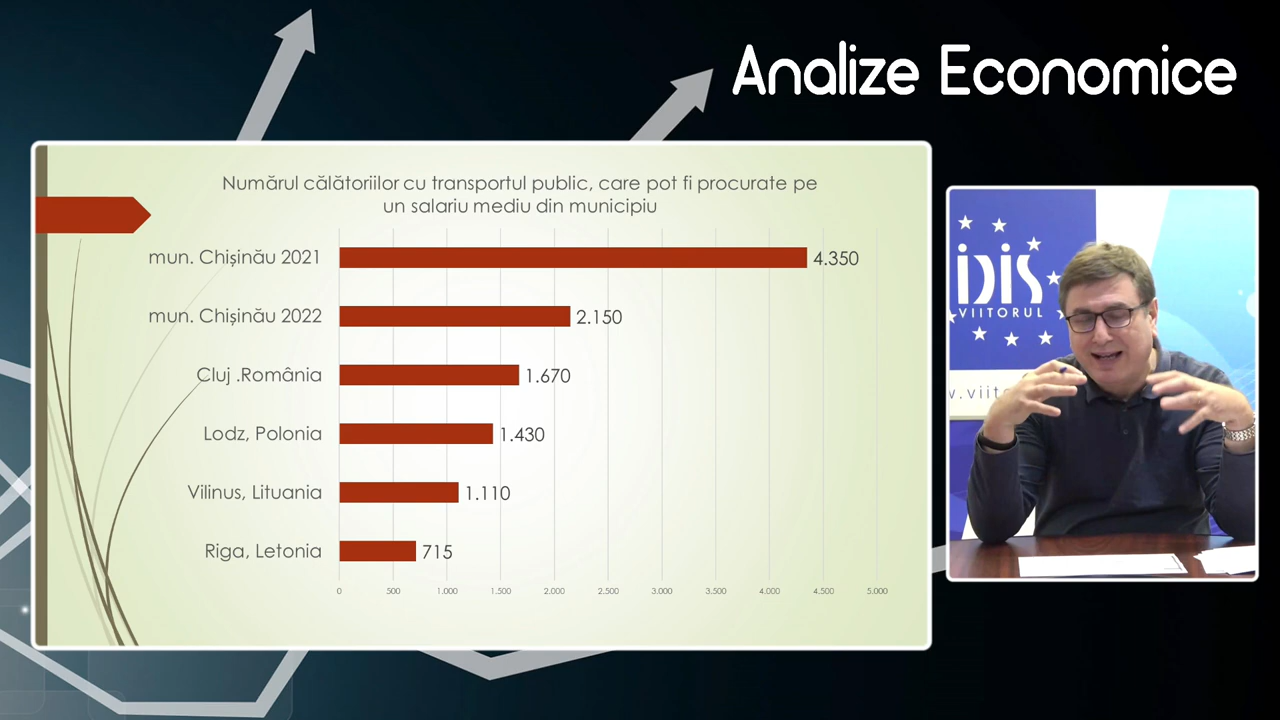 Analize Economice
Numărul călătoriilor cu transportul public, care pot fi procurate pe
un salariu mediu din municipiu
mun. Chișinău 2021
4.350
mun. Chișinău 2022
2.150
Cluj .România
1.670
Lodz, Polonia
1.430
Vilinus, Lituania
1.110
Riga, Letonia
715
0 500 1.000 1.500 2.000 2.500 3.000 3.500 4.000 4.500 5.000
IDIS
VIITORUL